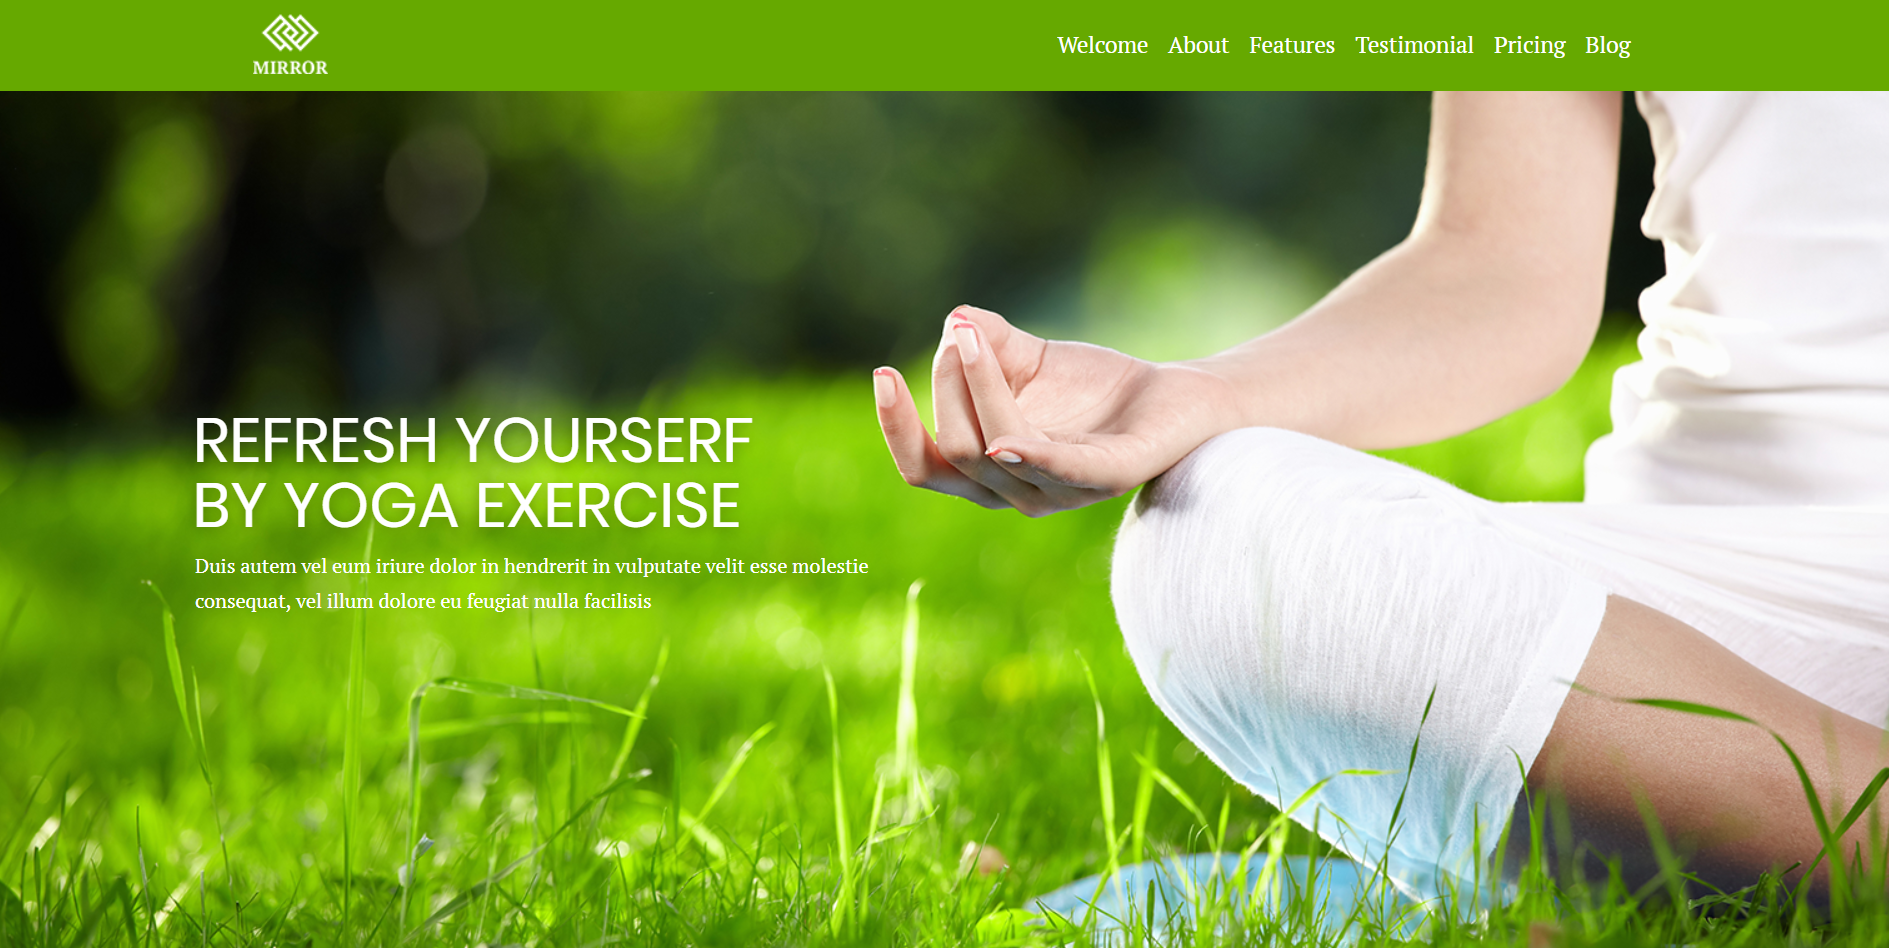 MIRROR
Welcome About Features Testimonial Pricing Blog
REFRESH YOURSERF
BY YOGA EXERCISE
Duis autem vel eum iriure dolor in hendrerit in vulputate velit esse molestie
consequat, vel illum dolore eu feugiat nulla facilisis